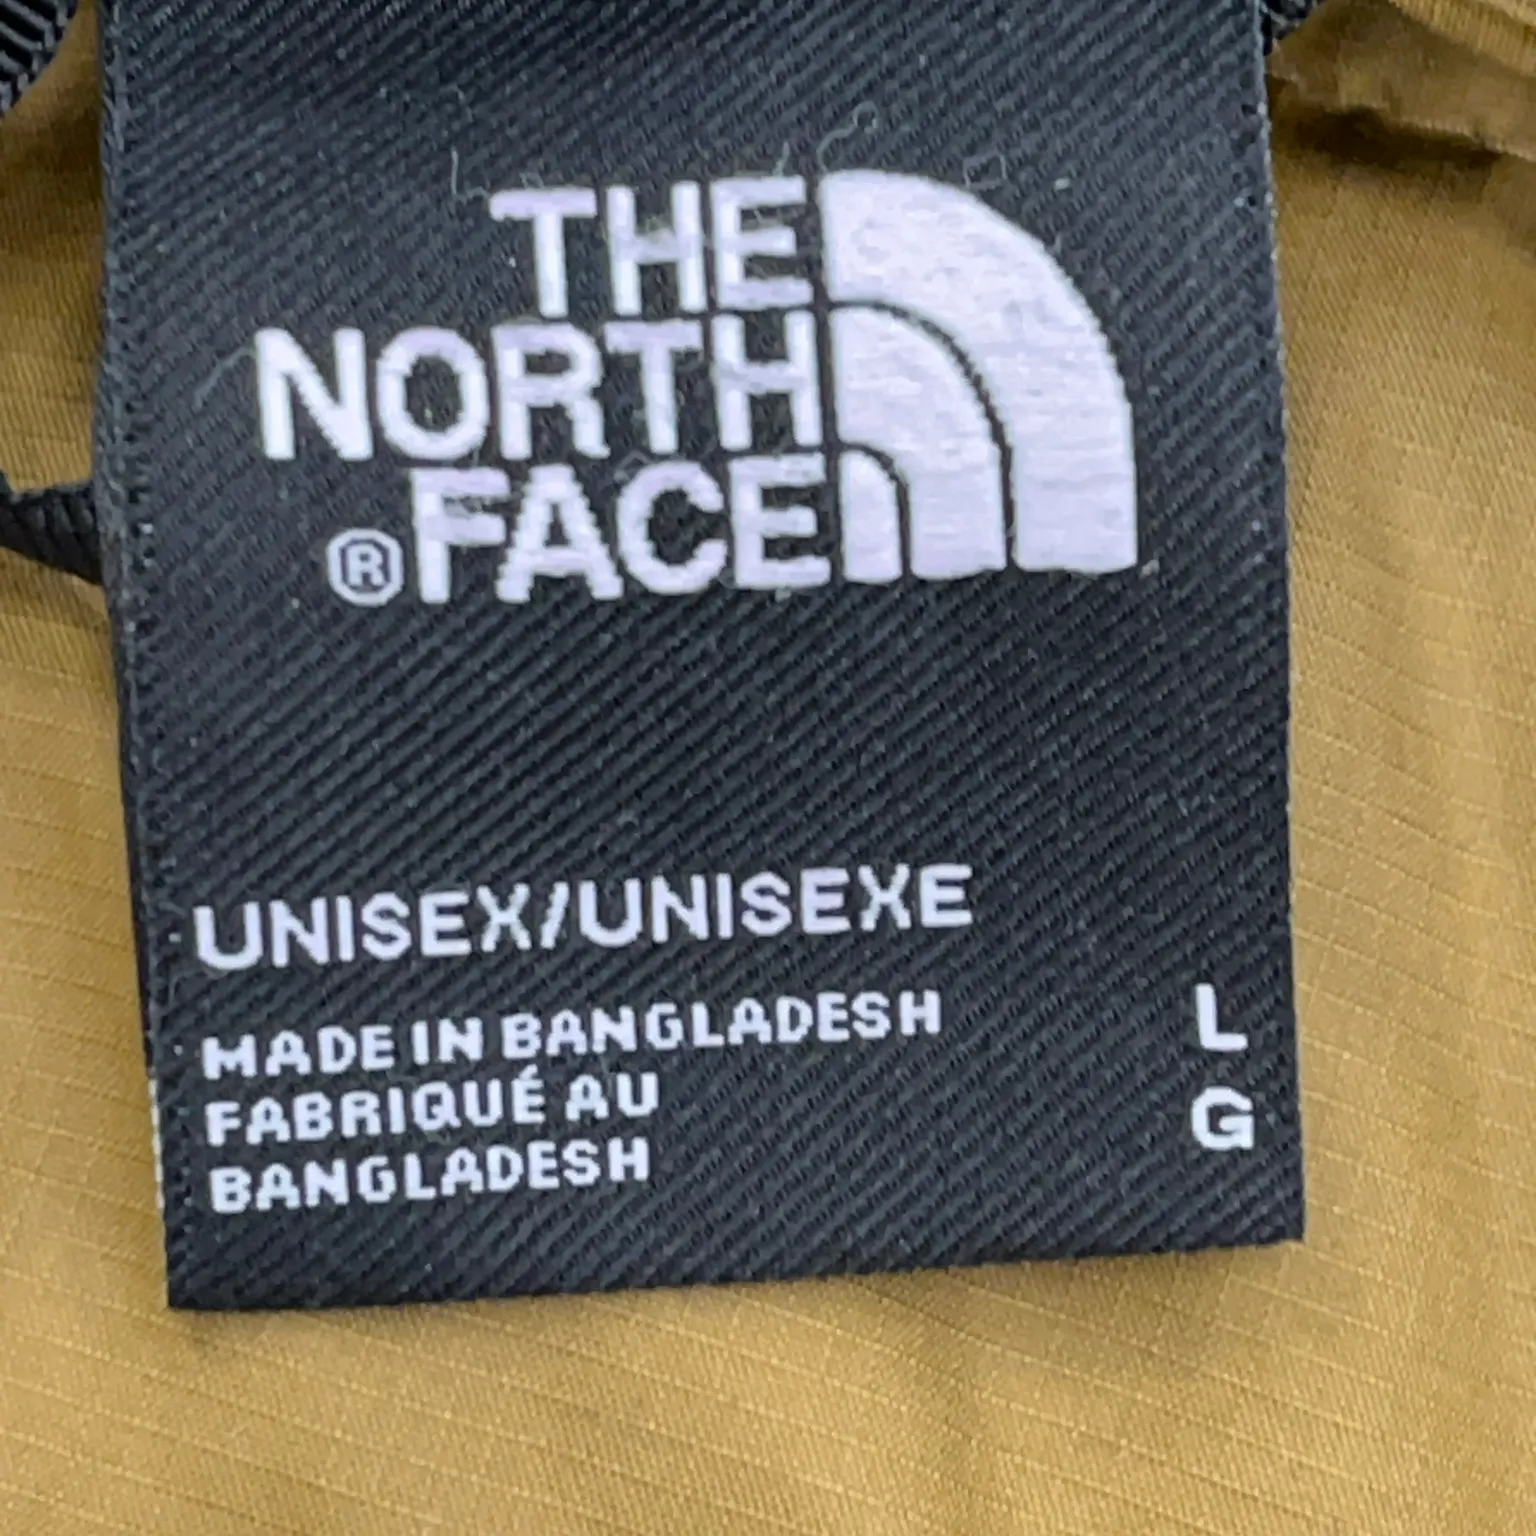 THE
NORTH
®FACE
UNISEX/UNISEXE
MADE IN BANGLADESH
L
FABRIQUÉ AU
G
BANGLADESH